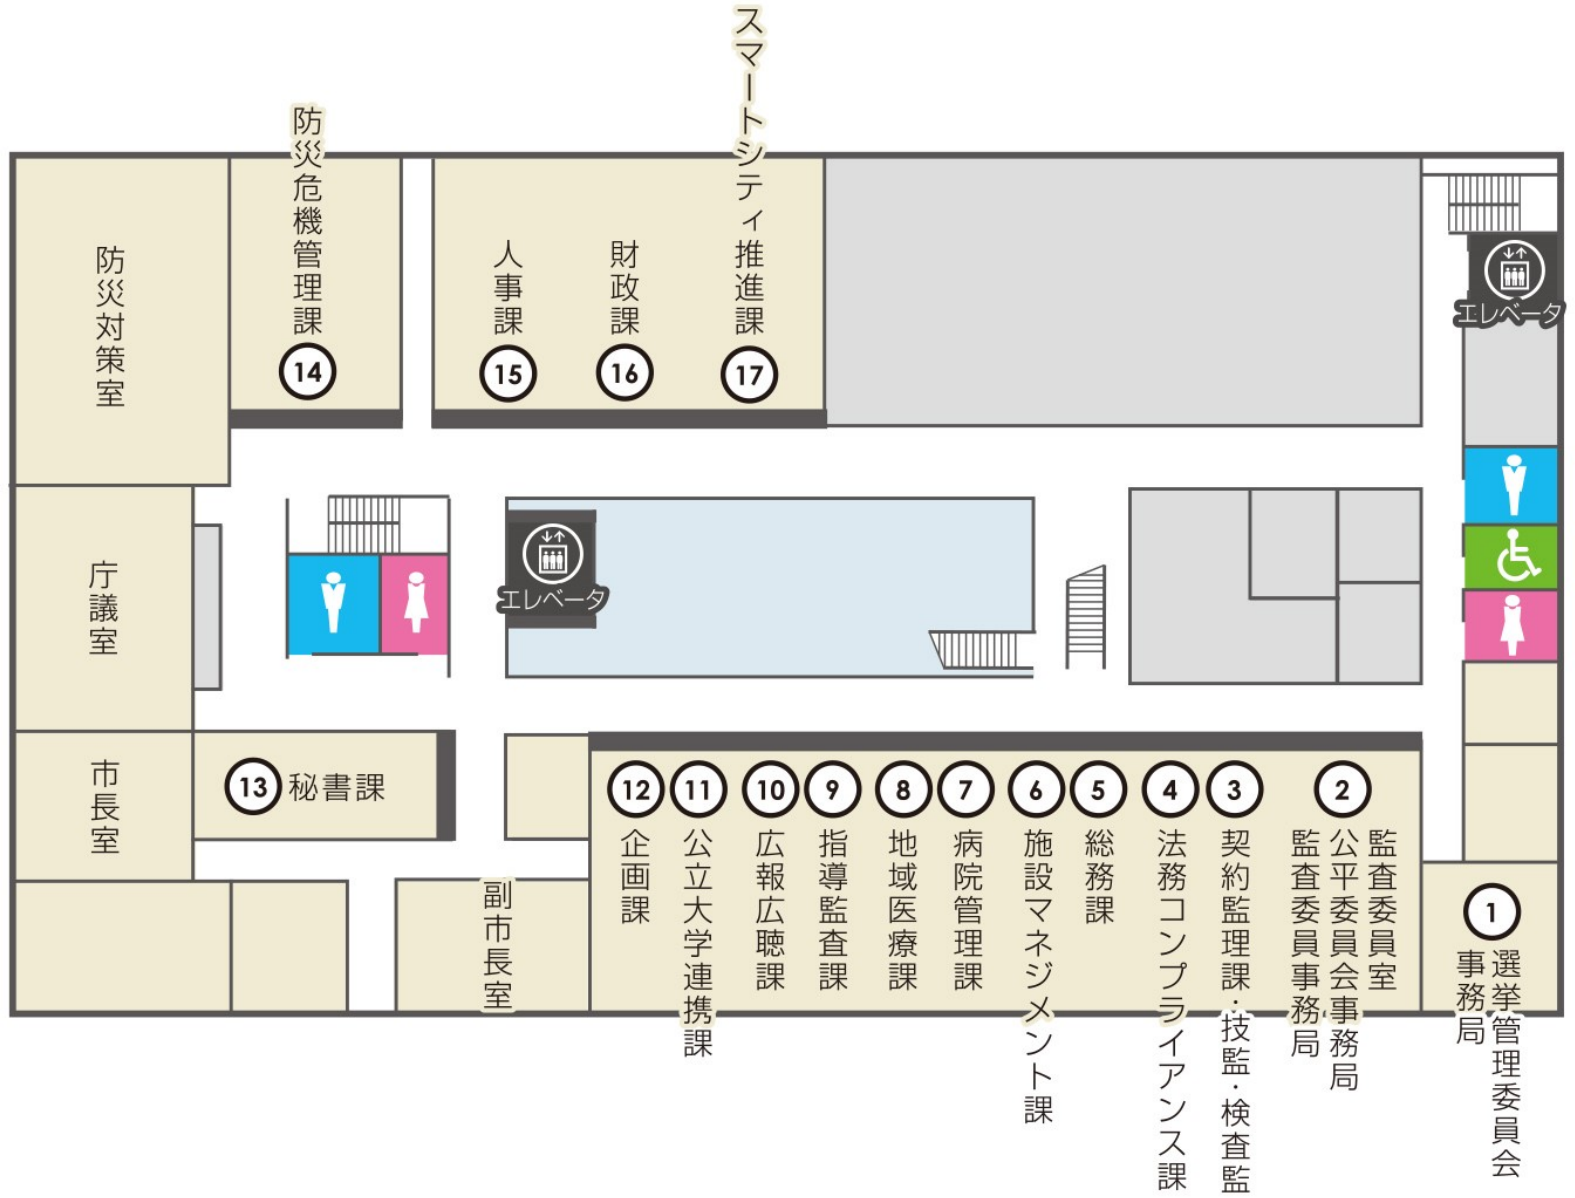 スマートシティ推進課
17
防災危機管理課
14
人事課
15
財政課
16
防災対策室
エレベータ
エレベータ
庁議室
市長室
13 秘書課
副市長室
12
企画課
11
公立大学連携課
10
広報広聴課
9
指導監査課
8
地域医療課
7
病院管理課
6
施設マネジメント課
5
総務課
4
法務コンプライアンス課
3
契約監理課・技監・検査監
2
監査委員室
公平委員会事務局
監査委員事務局
1
選挙管理委員会
事務局